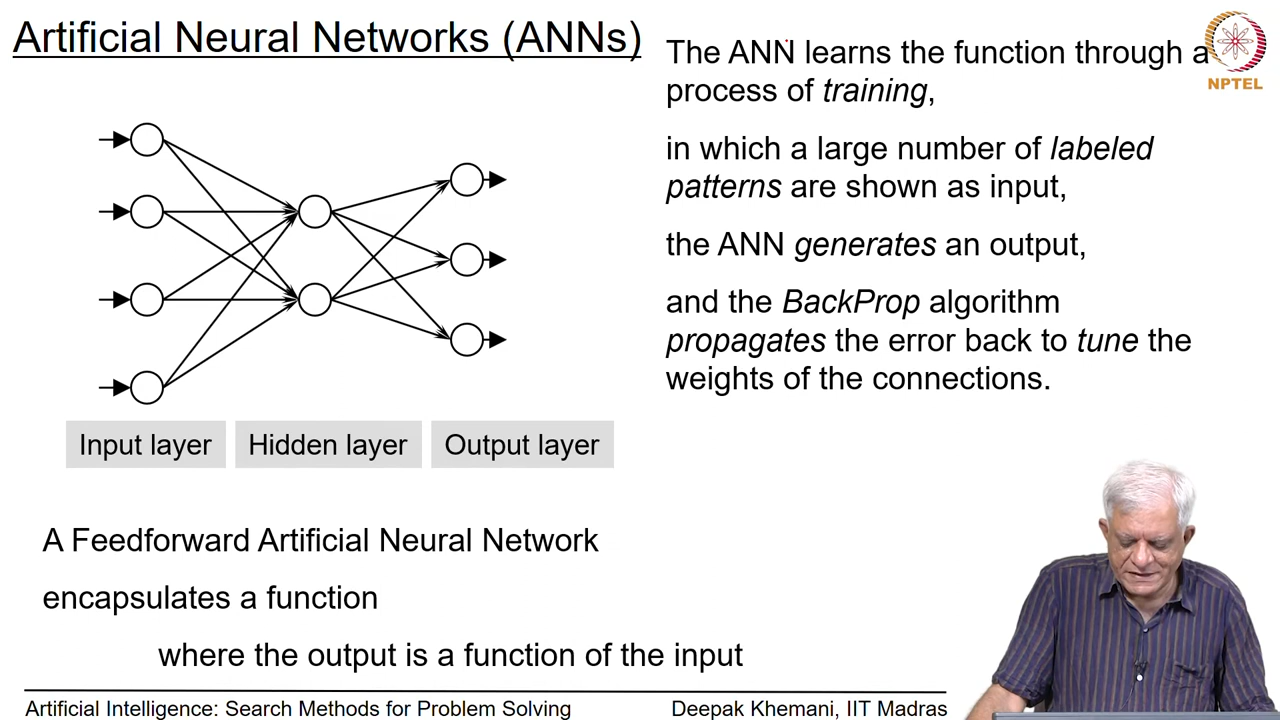 Artificial Neural Networks (ANNs)
Input layer
Hidden layer
Output layer
A Feedforward Artificial Neural Network
encapsulates a function
where the output is a function of the input
The ANN learns the function through a
process of training,
in which a large number of labeled
patterns are shown as input,
the ANN generates an output,
and the BackProp algorithm
propagates the error back to tune the
weights of the connections.
NPTEL
Artificial Intelligence: Search Methods for Problem Solving
Deepak Khemani, IIT Madras